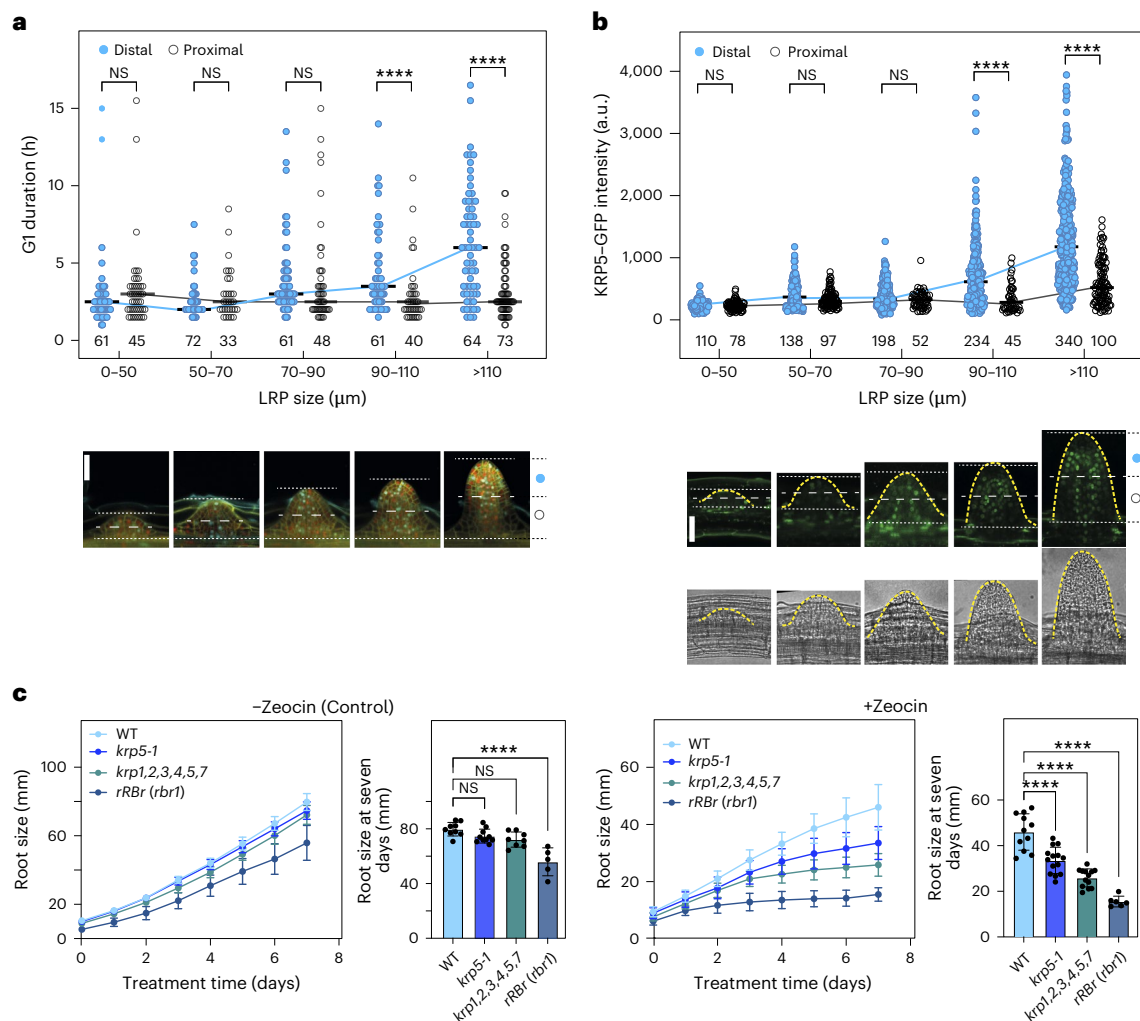 a
Distal Proximal
NS NS NS **** ****
G1 duration (h)
15
10
5
0
61 45 72 33 61 48 61 40 64 73
0–50 50–70 70–90 90–110 >110
LRP size (μm)
b
Distal Proximal
NS NS NS **** ****
KRP5–GFP intensity (a.u.)
4,000
3,000
2,000
1,000
0
110 78 138 97 198 52 234 45 340 100
0–50 50–70 70–90 90–110 >110
LRP size (μm)
c
–Zeocin (Control)
WT
krp5-1
krp1,2,3,4,5,7
rRBr (rbr1)
Root size (mm)
100
60
20
0
0 2 4 6 8
Treatment time (days)
****
NS
NS
Root size at seven
days (mm)
80
40
0
WT
krp5-1
krp1,2,3,4,5,7
rRBr (rbr1)
+Zeocin
WT
krp5-1
krp1,2,3,4,5,7
rRBr (rbr1)
Root size (mm)
60
40
20
0
0 2 4 6 8
Treatment time (days)
****
****
****
Root size at seven
days (mm)
60
40
20
0
WT
krp5-1
krp1,2,3,4,5,7
rRBr (rbr1)